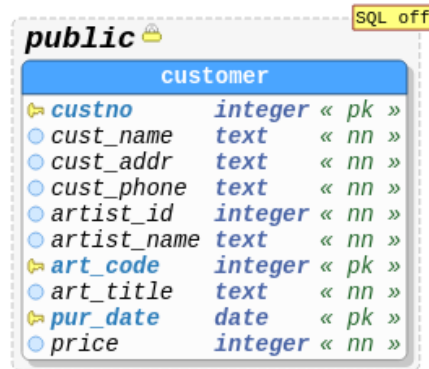 SQL off
public
customer
custno integer « pk »
cust_name text « nn »
cust_addr text « nn »
cust_phone text « nn »
artist_id integer « nn »
artist_name text « nn »
art_code integer « pk »
art_title text « nn »
pur_date date « pk »
price integer « nn »